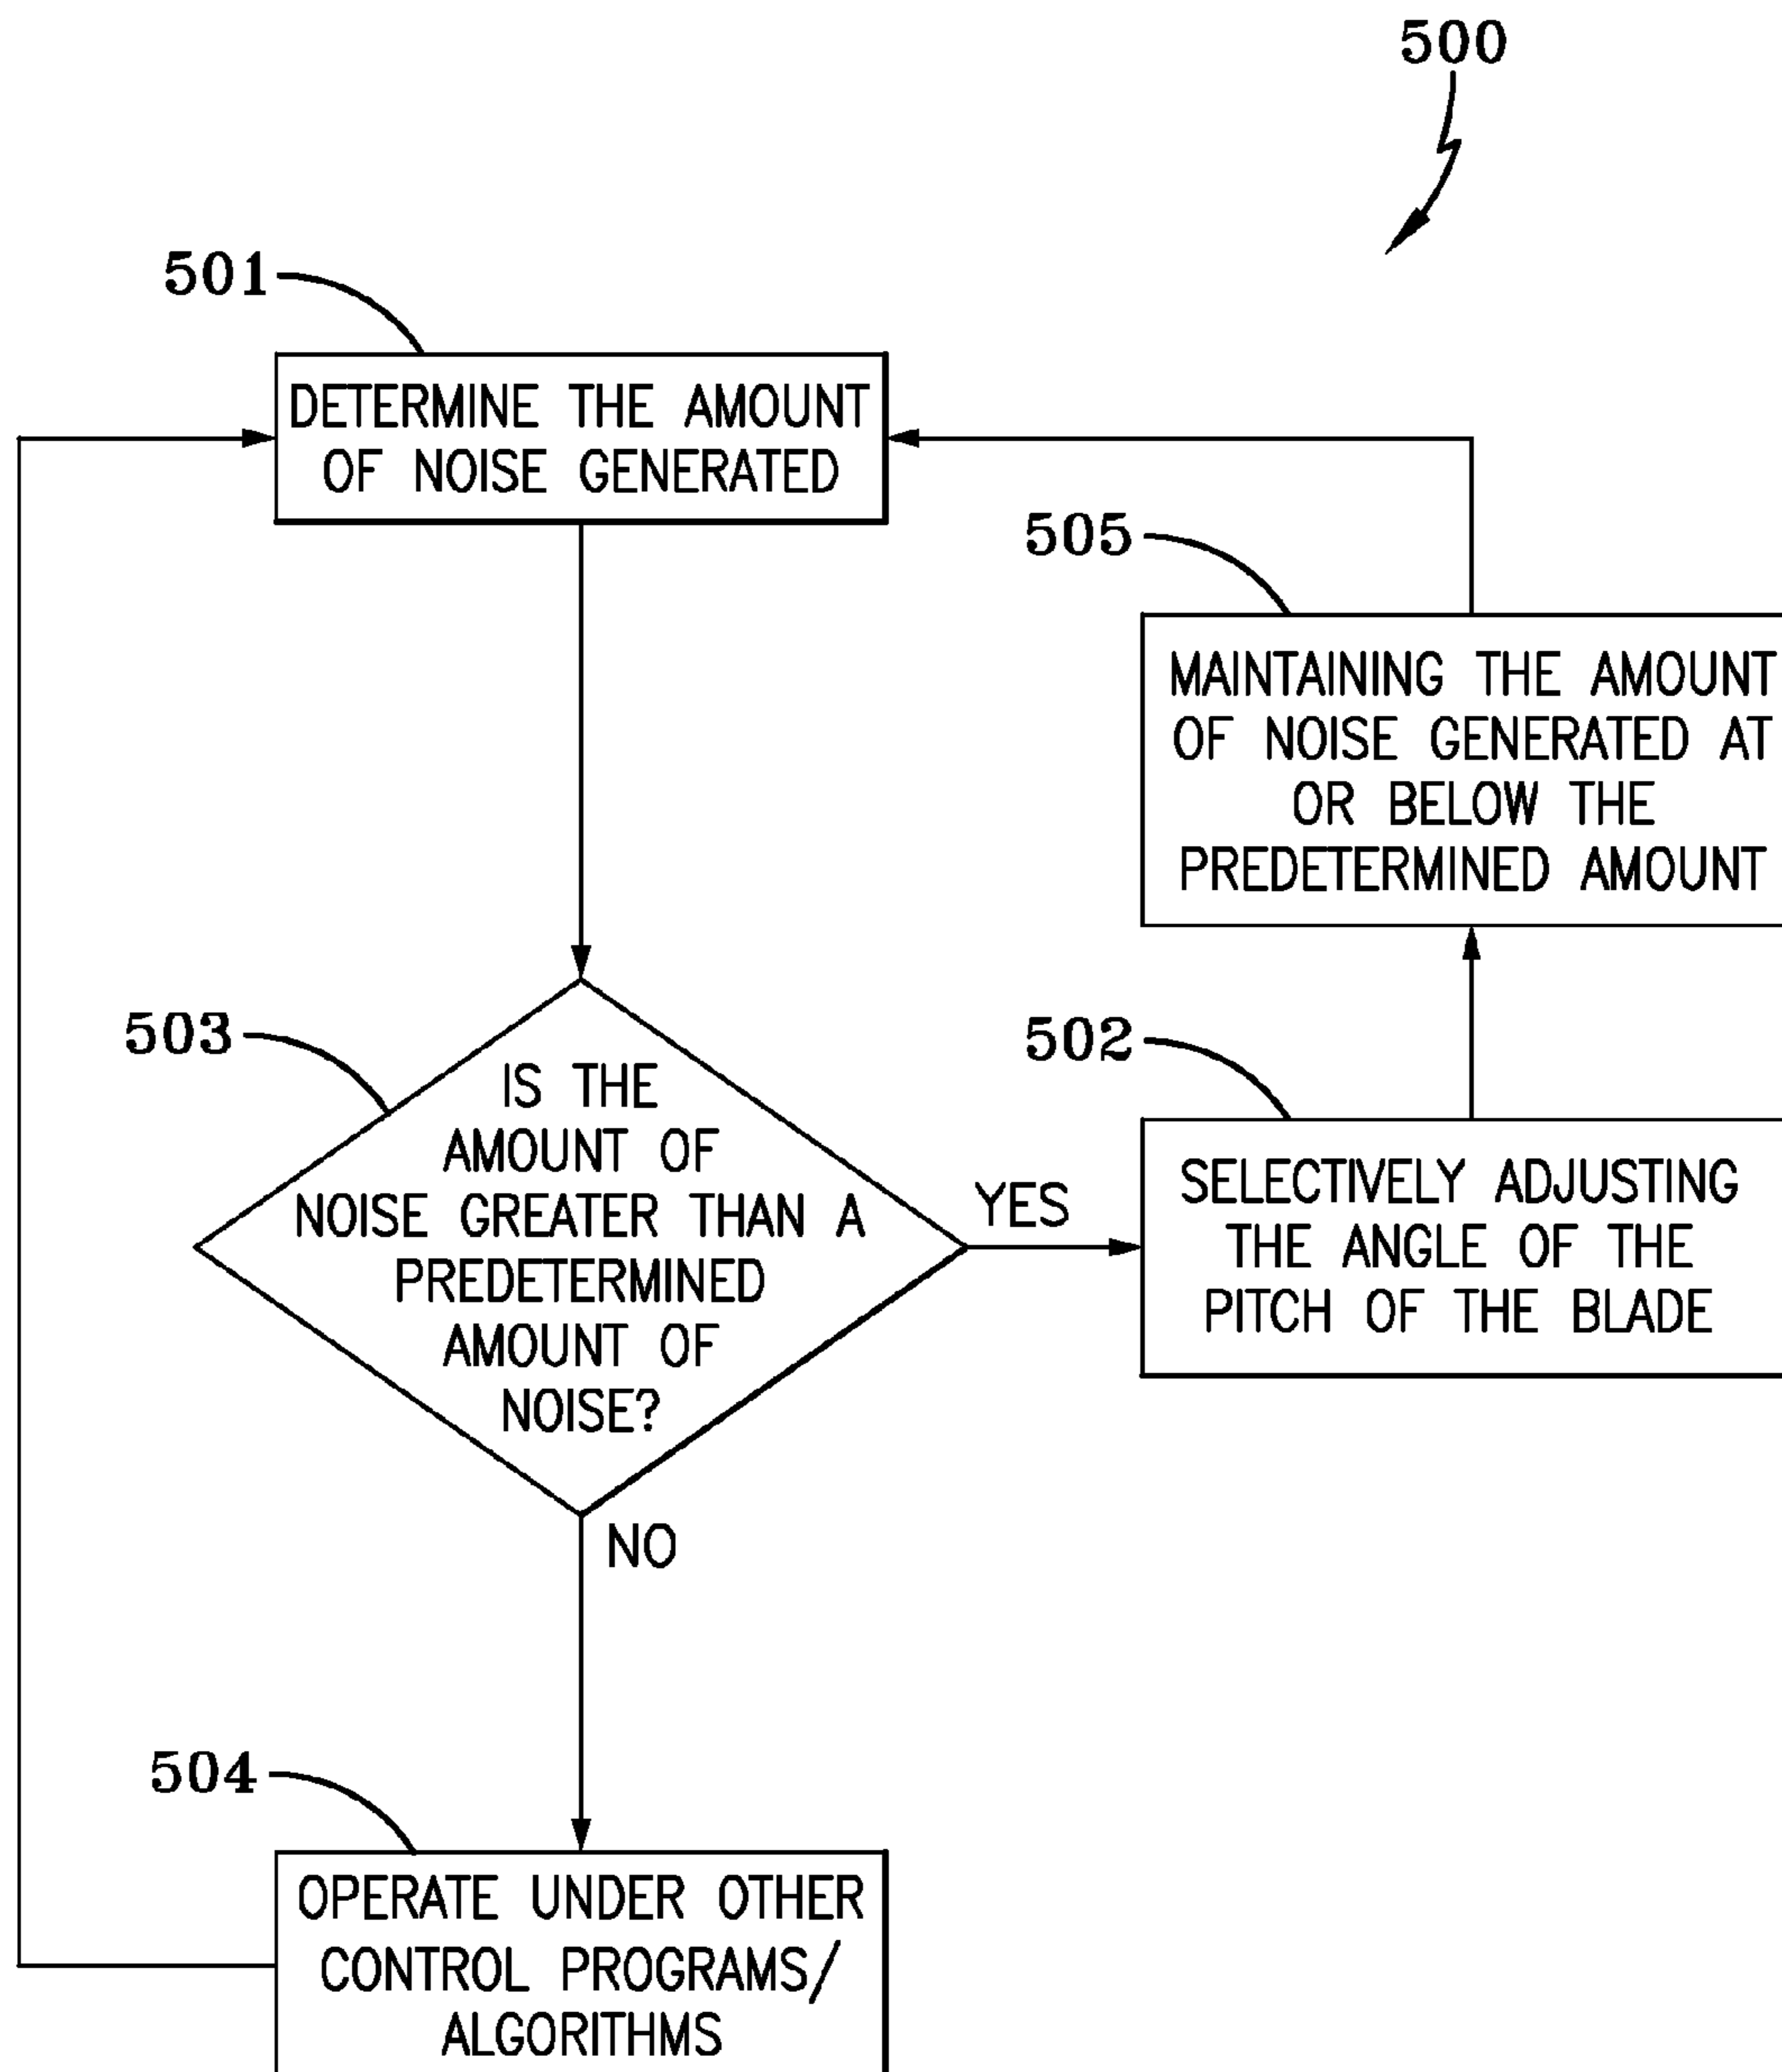 500
501
DETERMINE THE AMOUNT
OF NOISE GENERATED
505
MAINTAINING THE AMOUNT
OF NOISE GENERATED AT
OR BELOW THE
PREDETERMINED AMOUNT
503
IS THE
AMOUNT OF
NOISE GREATER THAN A
PREDETERMINED
AMOUNT OF
NOISE?
YES
502
SELECTIVELY ADJUSTING
THE ANGLE OF THE
PITCH OF THE BLADE
NO
504
OPERATE UNDER OTHER
CONTROL PROGRAMS/
ALGORITHMS